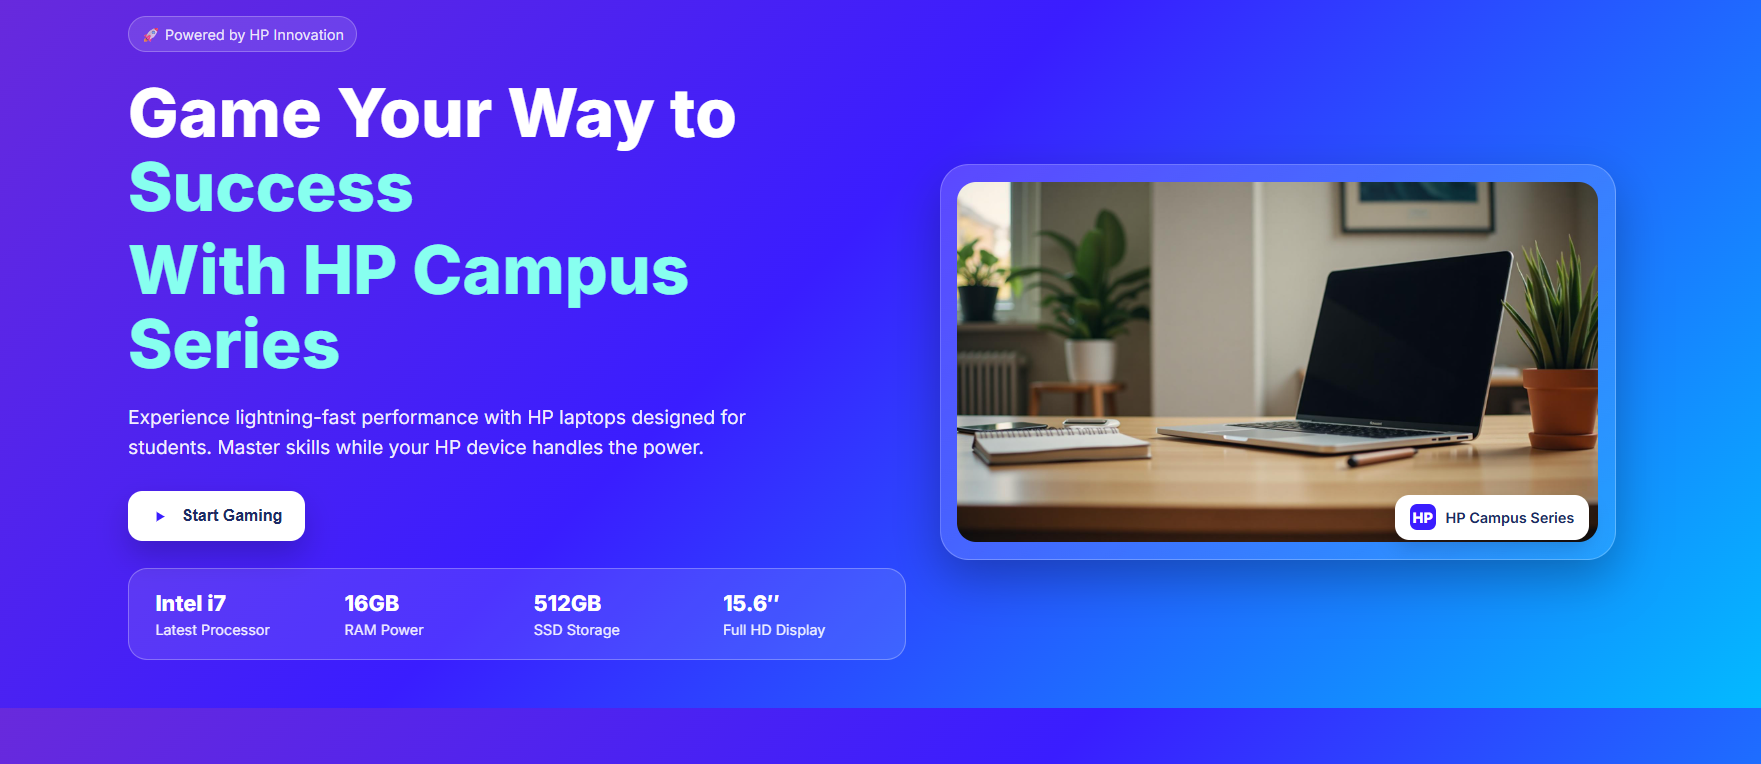 🚀 Powered by HP Innovation
Game Your Way to
Success
With HP Campus
Series
Experience lightning-fast performance with HP laptops designed for
students. Master skills while your HP device handles the power.
Start Gaming
Intel i7
Latest Processor
16GB
RAM Power
512GB
SSD Storage
15.6″
Full HD Display
HP HP Campus Series